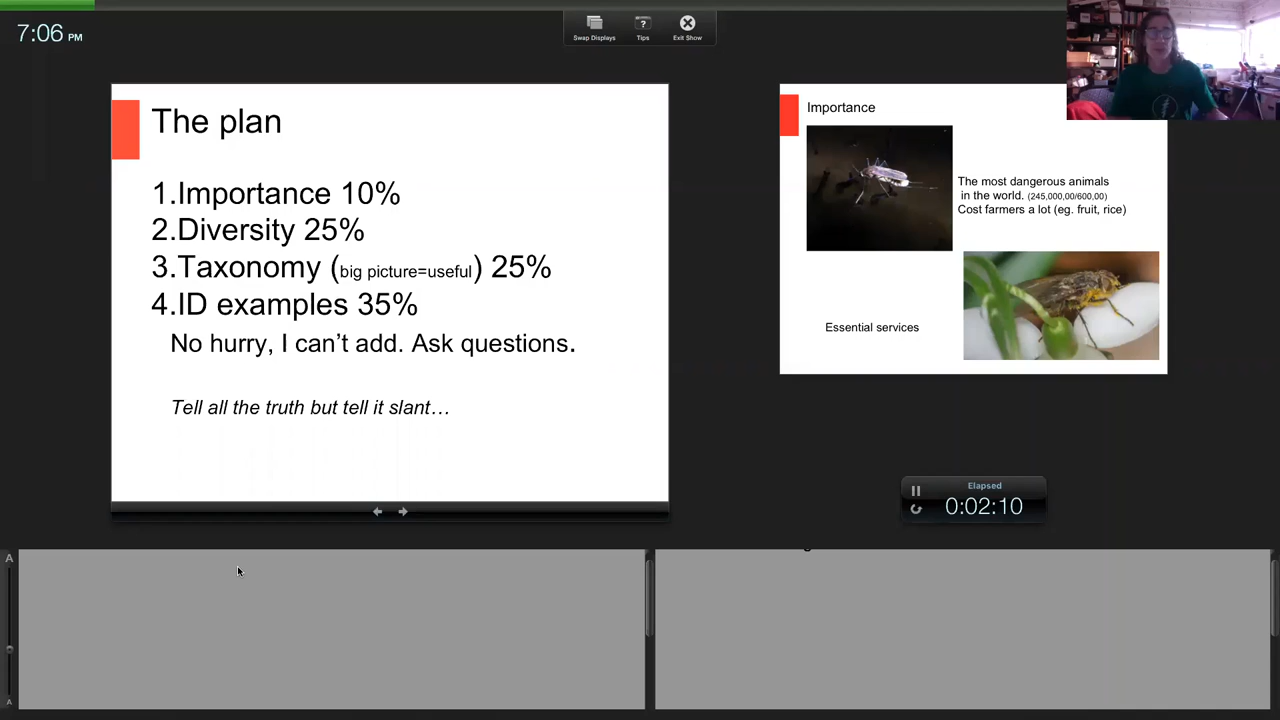 7:06 PM
Swap Displays
Tips
Exit Show
The plan
1.Importance 10%
2.Diversity 25%
3.Taxonomy (big picture=useful) 25%
4.ID examples 35%
No hurry, I can't add. Ask questions.
Tell all the truth but tell it slant…
Importance
The most dangerous animals
in the world. (245,000,00/600,00)
Cost farmers a lot (eg. fruit, rice)
Essential services
Elapsed
0:02:10
A
A